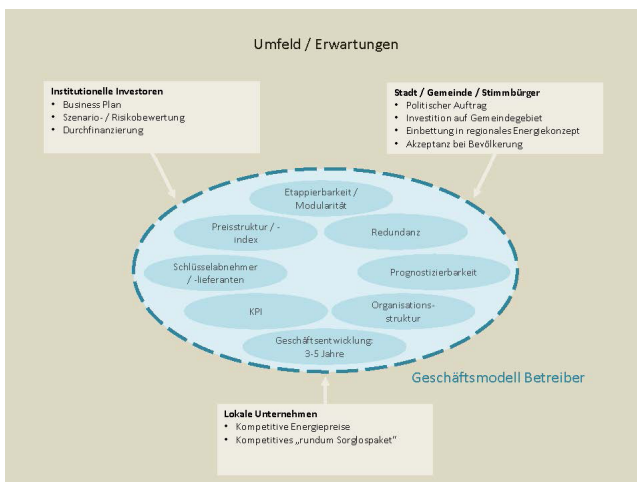 Umfeld / Erwartungen
Institutionelle Investoren
• Business Plan
• Szenario- / Risikobewertung
• Durchfinanzierung
Stadt / Gemeinde / Stimmbürger
• Politischer Auftrag
• Investition auf Gemeindegebiet
• Einbettung in regionales Energiekonzept
• Akzeptanz bei Bevölkerung
Etappierbarkeit /
Modularität
Preisstruktur / -
index
Redundanz
Schlüsselabnehmer
/ -lieferanten
Prognostizierbarkeit
KPI
Organisations-
struktur
Geschäftsentwicklung:
3-5 Jahre
Geschäftsmodell Betreiber
Lokale Unternehmen
• Kompetitive Energiepreise
• Kompetitives „rundum Sorglospaket“